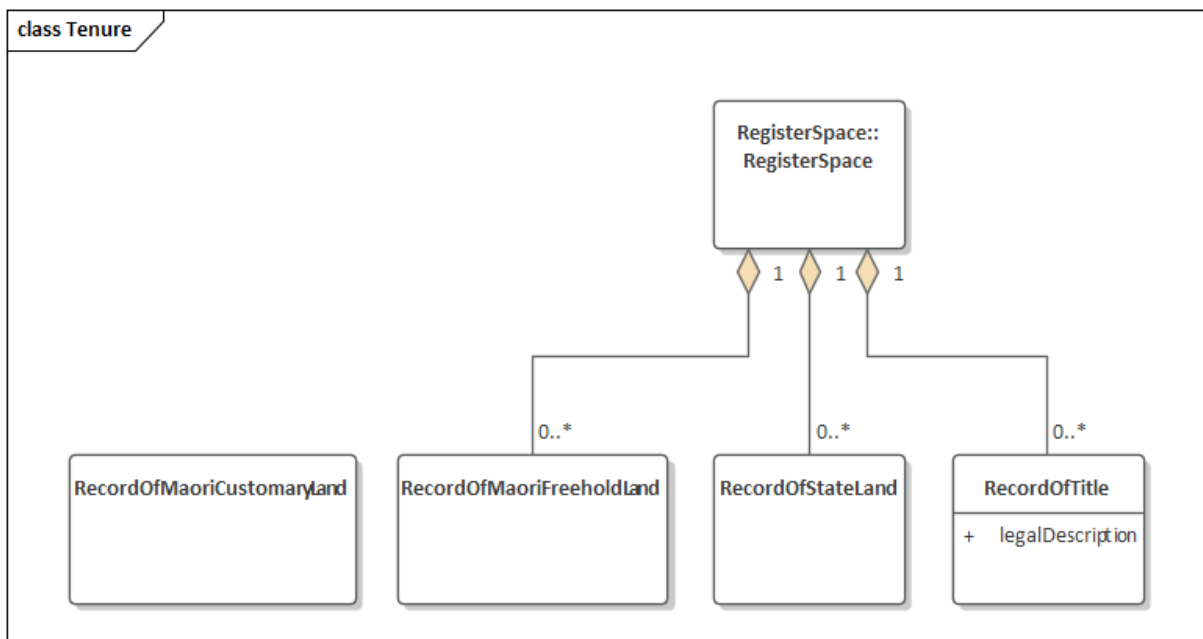 class Tenure
RegisterSpace::
RegisterSpace
1 1 1
0..* 0..* 0..*
RecordOfMaoriCustomaryLand RecordOfMaoriFreeholdLand RecordOfStateLand RecordOfTitle
+ legalDescription